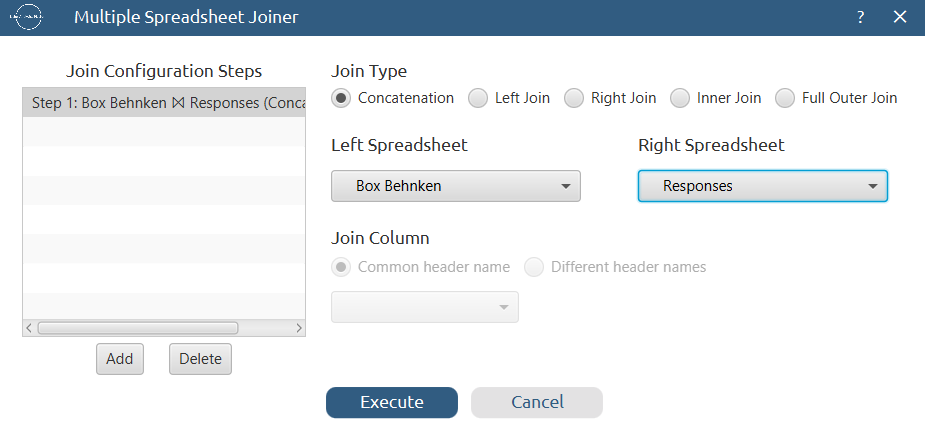 Multiple Spreadsheet Joiner
?
Join Configuration Steps
Step 1: Box Behnken ⋈ Responses (Conca
Add
Delete
Join Type
Concatenation
Left Join
Right Join
Inner Join
Full Outer Join
Left Spreadsheet
Right Spreadsheet
Box Behnken
Responses
Join Column
Common header name
Different header names
Execute
Cancel